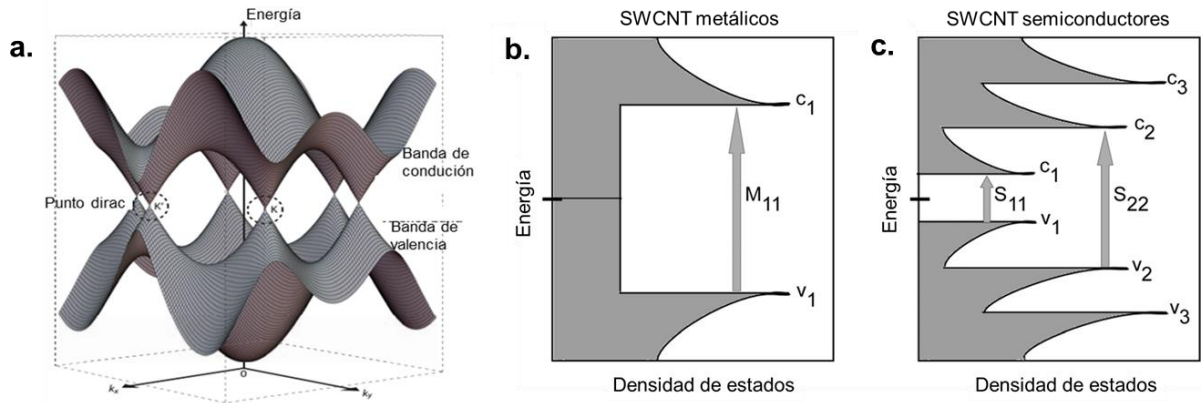 a.
Energía
Banda de
condución
Punto dirac
K'
K
Banda de
valencia
0
kx
ky
b.
SWCNT metálicos
Energía
c1
M11
v1
Densidad de estados
c.
SWCNT semiconductores
Energía
c3
c2
c1
S11
S22
v1
v2
v3
Densidad de estados